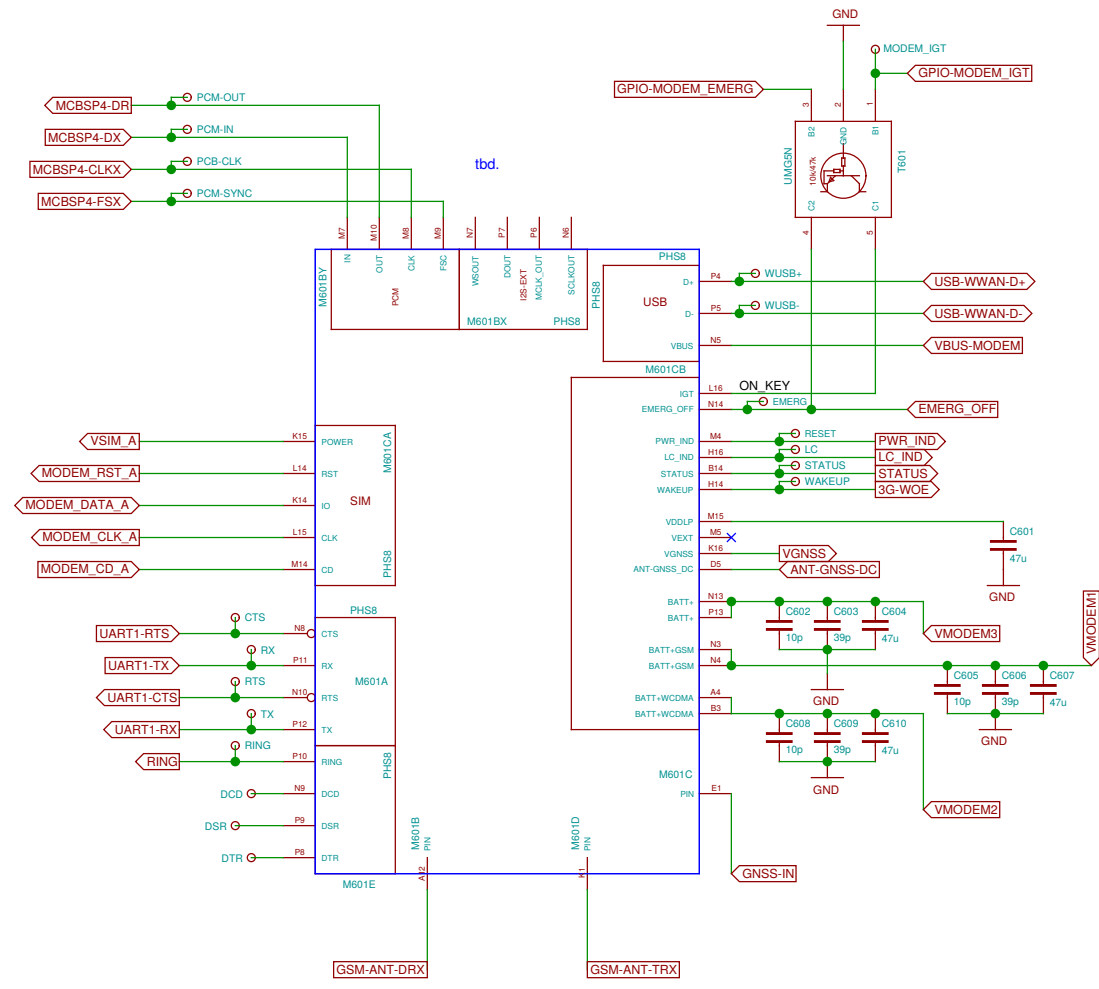 GND
MODEM_IGT
GPIO-MODEM_IGT
GPIO-MODEM_EMERG
3
2
1
B2
GND
B1
UMG5N
10k/47k
T601
C2
C1
4
5
MCBSP4-DR
PCM-OUT
MCBSP4-DX
PCM-IN
MCBSP4-CLKX
PCB-CLK
MCBSP4-FSX
PCM-SYNC
tbd.
M7
M10
M8
M9
N7
P7
P6
N6
IN
OUT
CLK
FSC
WSOUT
DOUT
MCLK_OUT
SCLKOUT
M601BY
PCM
I2S-EXT
M601BX
PHS8
PHS8
PHS8
USB
D+
P4
WUSB+
USB-WWAN-D+
D-
P5
WUSB-
USB-WWAN-D-
VBUS
N5
VBUS-MODEM
M601CB
IGT
L16
ON_KEY
EMERG_OFF
N14
EMERG
EMERG_OFF
PWR_IND
M4
RESET
PWR_IND
LC_IND
H16
LC
LC_IND
STATUS
B14
STATUS
STATUS
WAKEUP
H14
WAKEUP
3G-WOE
VDDLP
M15
C601
47u
GND
VEXT
M5
VGNSS
K16
VGNSS
ANT-GNSS_DC
D5
ANT-GNSS-DC
BATT+
N13
BATT+
P13
C602
10p
C603
39p
C604
47u
VMODEM3
GND
VMODEM1
BATT+GSM
N3
BATT+GSM
N4
C605
10p
C606
39p
C607
47u
GND
BATT+WCDMA
A4
BATT+WCDMA
B3
C608
10p
C609
39p
C610
47u
GND
VMODEM2
M601C
PIN
E1
GNSS-IN
VSIM_A
K15
POWER
MODEM_RST_A
L14
RST
MODEM_DATA_A
K14
IO
MODEM_CLK_A
L15
CLK
MODEM_CD_A
M14
CD
M601CA
SIM
PHS8
PHS8
CTS
UART1-RTS
N8
CTS
RX
UART1-TX
P11
RX
M601A
RTS
UART1-CTS
N10
RTS
TX
UART1-RX
P12
TX
RING
RING
P10
RING
PHS8
DCD
N9
DCD
DSR
P9
DSR
DTR
P8
DTR
M601E
M601B
PIN
A12
GSM-ANT-DRX
M601D
PIN
K1
GSM-ANT-TRX